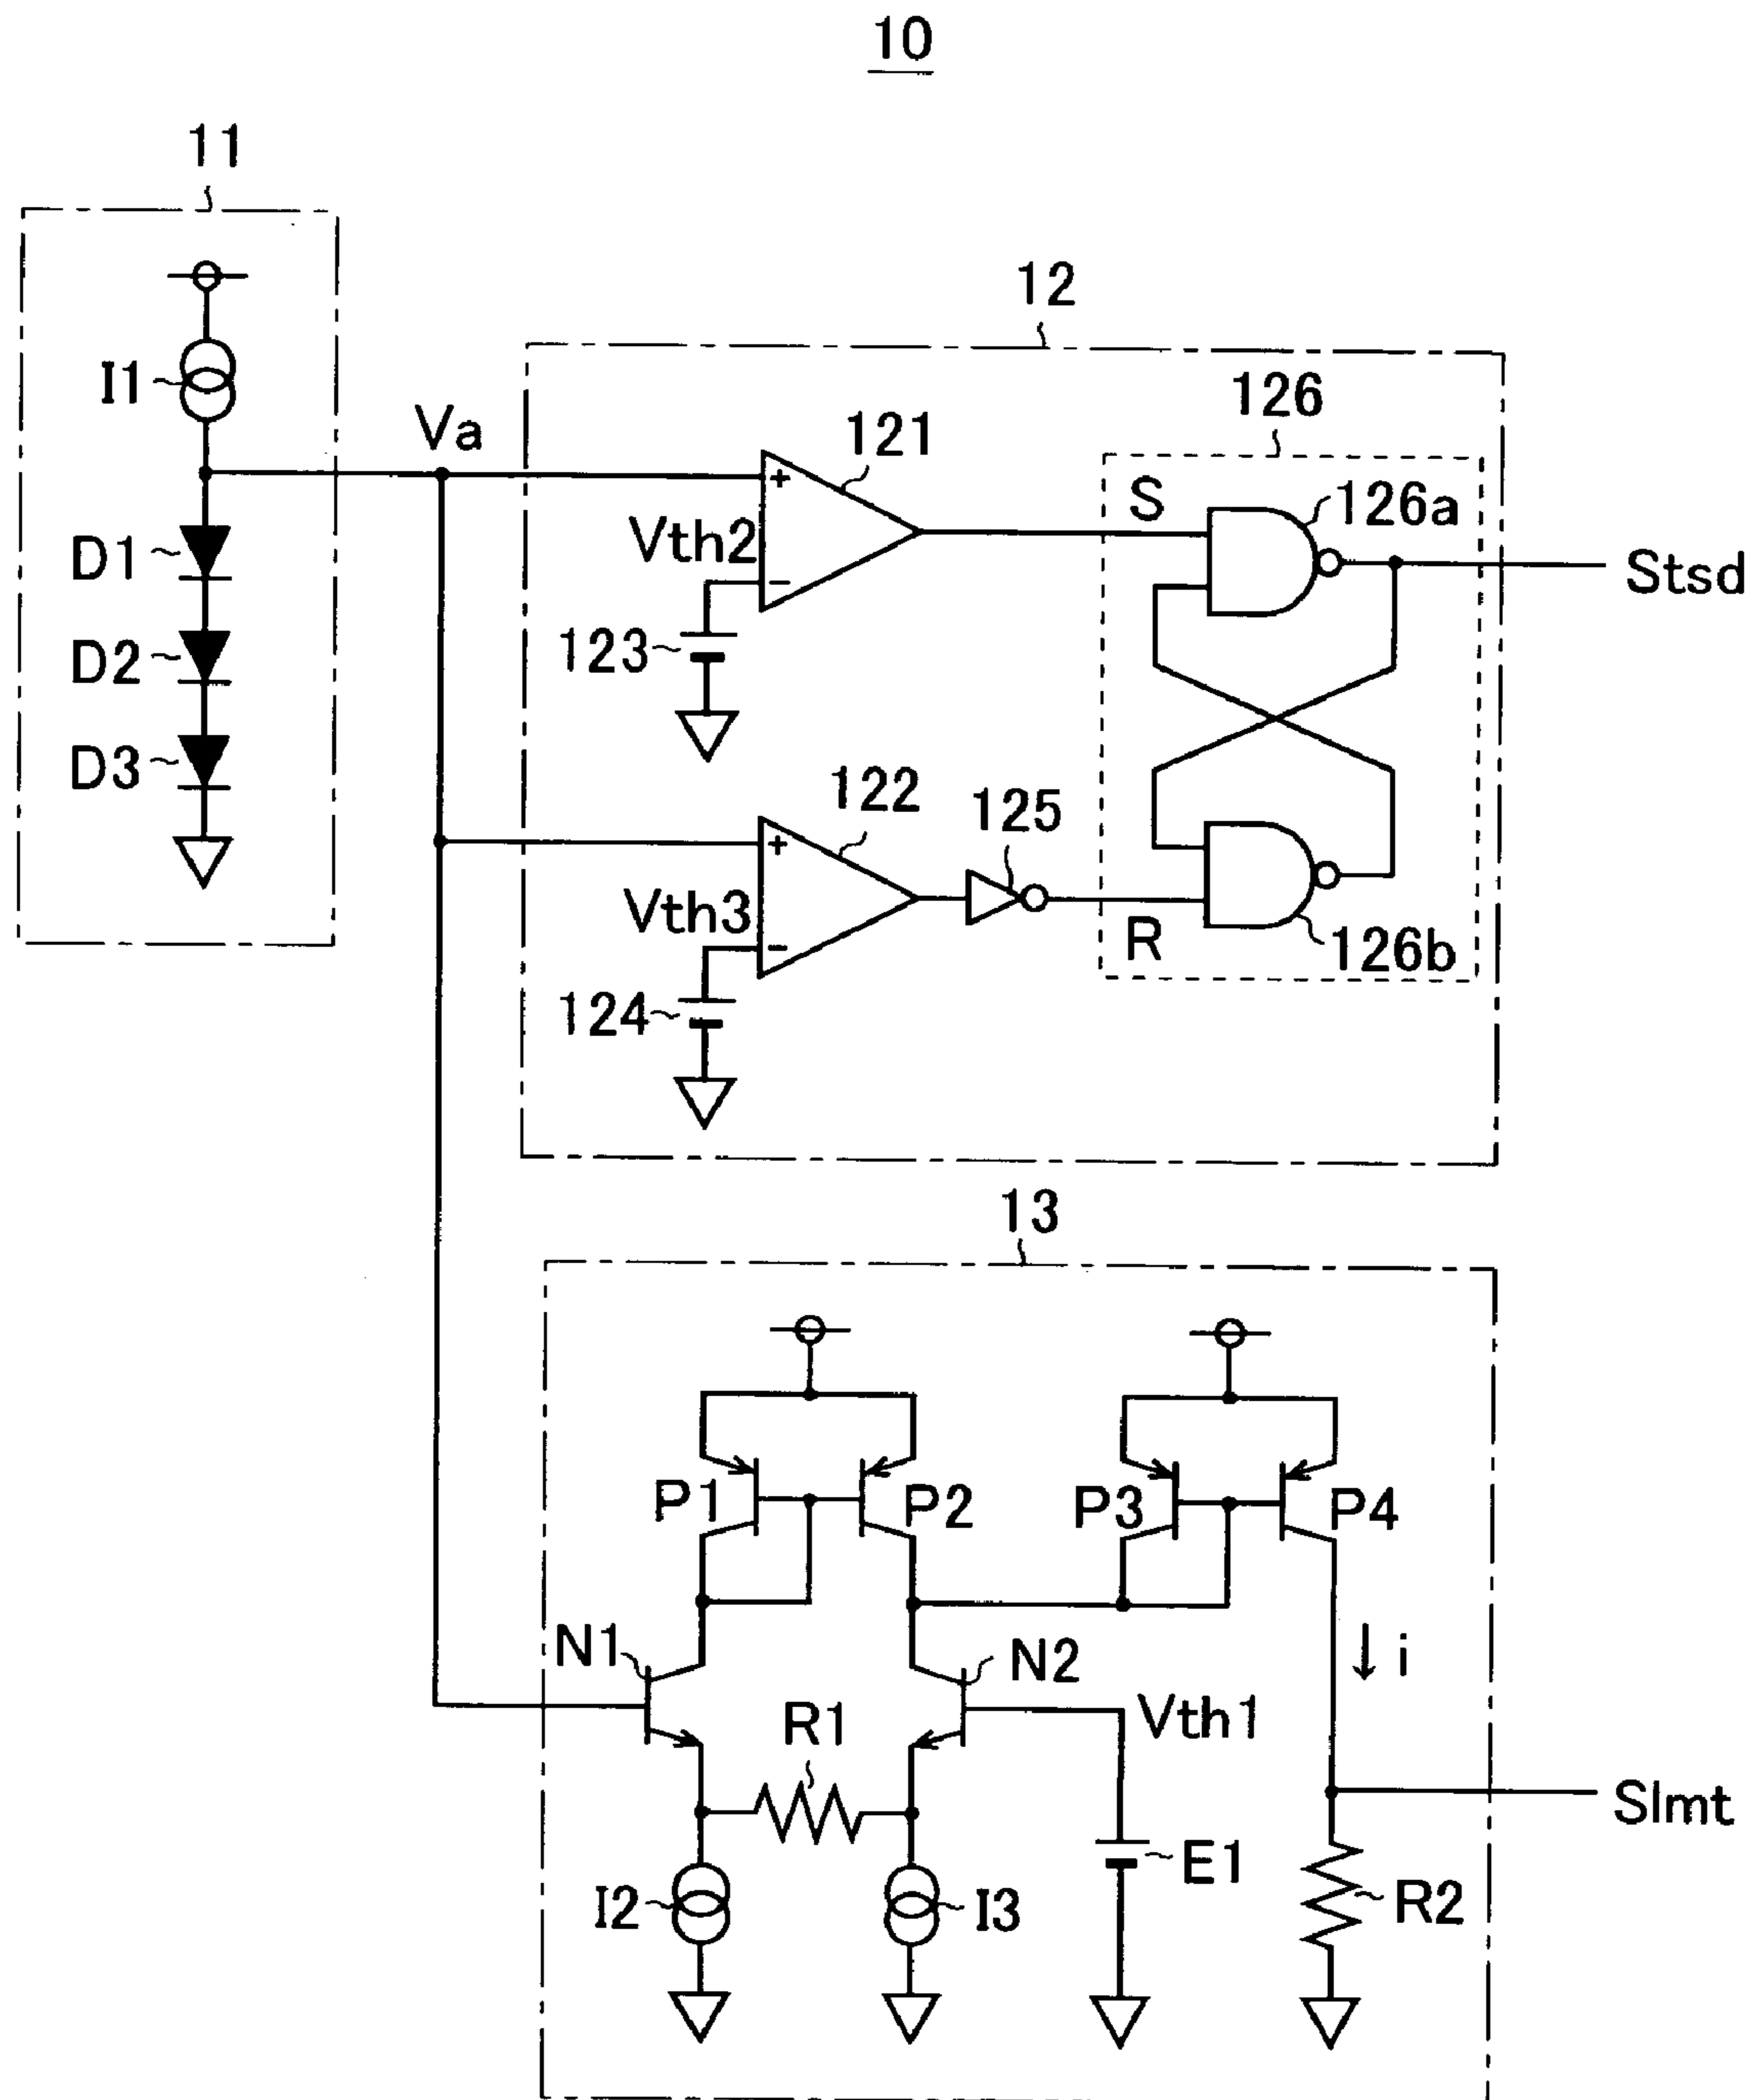 10
11
I1
D1
D2
D3
Va
12
121
Vth2
123
122
Vth3
124
125
126
S
126a
R
126b
Stsd
13
P1
P2
P3
P4
N1
N2
R1
Vth1
↓ i
I2
I3
E1
R2
Slmt